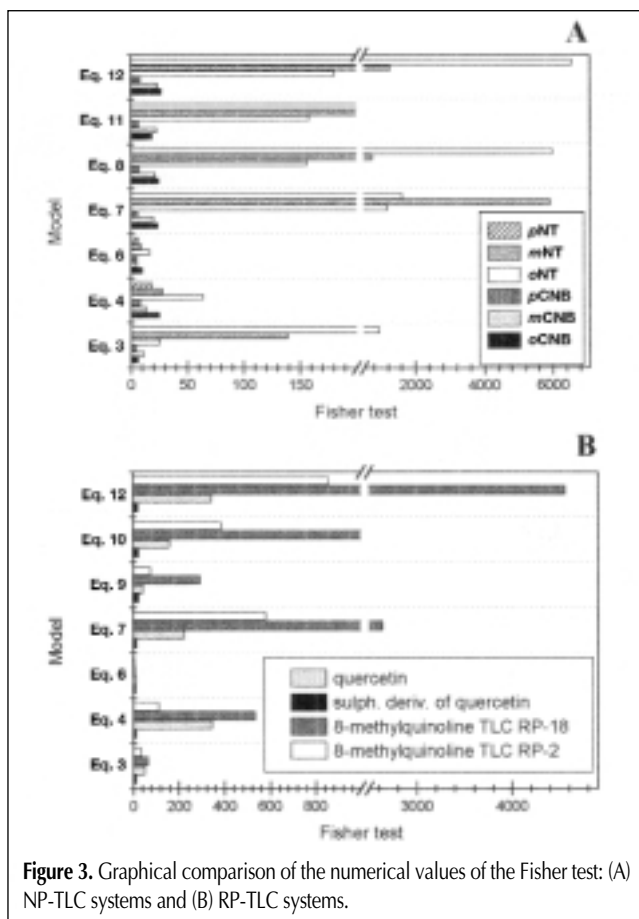 A
Eq. 12
Eq. 11
Eq. 8
Eq. 7
Eq. 6
Eq. 4
Eq. 3
Model
pNT
mNT
oNT
pCNB
mCNB
oCNB
0 50 100 150 2000 4000 6000
Fisher test
B
Eq. 12
Eq. 10
Eq. 9
Eq. 7
Eq. 6
Eq. 4
Eq. 3
Model
quercetin
sulph. deriv. of quercetin
8-methylquinoline TLC RP-18
8-methylquinoline TLC RP-2
0 200 400 600 800 3000 4000
Fisher test
Figure 3. Graphical comparison of the numerical values of the Fisher test: (A)
NP-TLC systems and (B) RP-TLC systems.